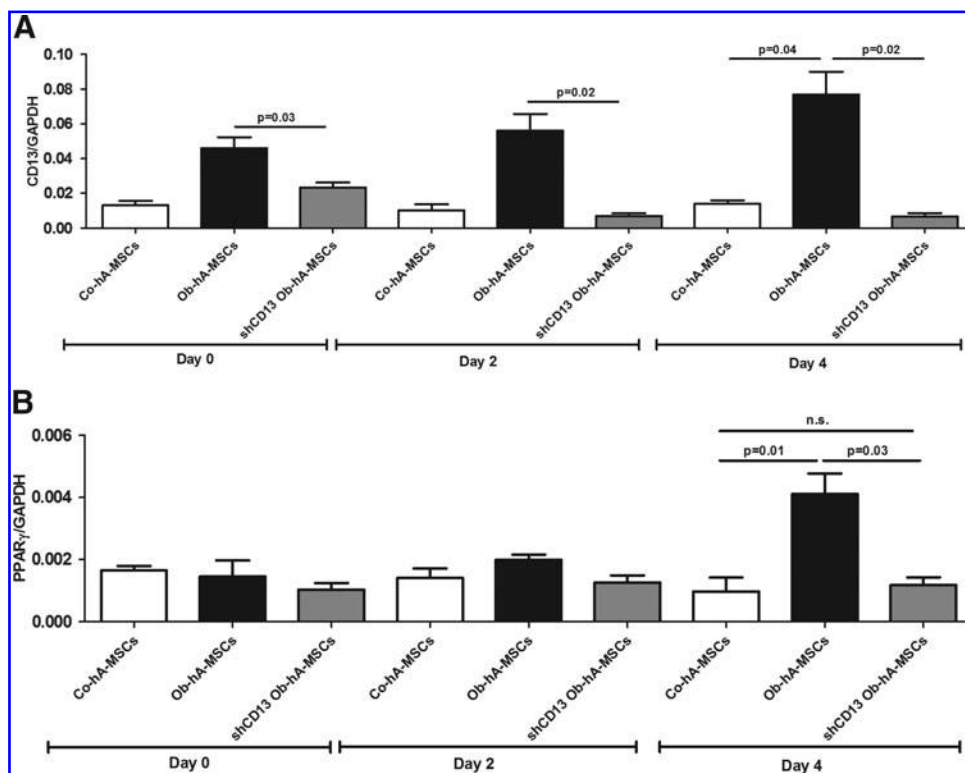 A
0.10
0.08
0.06
0.04
0.02
0.00
CD13/GAPDH
p=0.03
p=0.02
p=0.04
p=0.02
Co-hA-MSCs
Ob-hA-MSCs
shCD13 Ob-hA-MSCs
Co-hA-MSCs
Ob-hA-MSCs
shCD13 Ob-hA-MSCs
Co-hA-MSCs
Ob-hA-MSCs
shCD13 Ob-hA-MSCs
Day 0
Day 2
Day 4
B
0.006
0.004
0.002
0.000
PPARγ/GAPDH
n.s.
p=0.01
p=0.03
Co-hA-MSCs
Ob-hA-MSCs
shCD13 Ob-hA-MSCs
Co-hA-MSCs
Ob-hA-MSCs
shCD13 Ob-hA-MSCs
Co-hA-MSCs
Ob-hA-MSCs
shCD13 Ob-hA-MSCs
Day 0
Day 2
Day 4